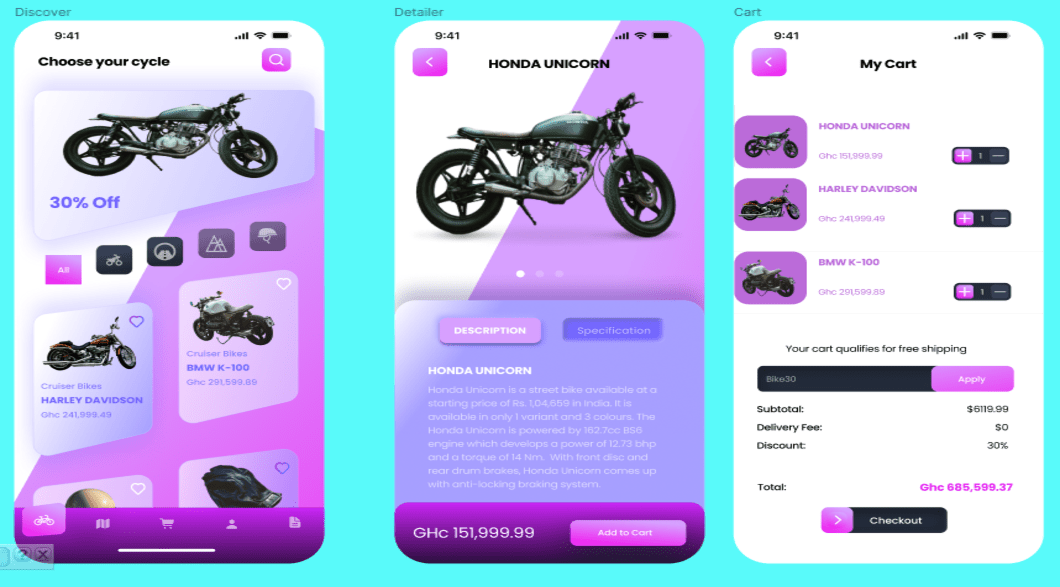 Discover
9:41
Choose your cycle
30% Off
All
Cruiser Bikes
HARLEY DAVIDSON
Ghc 241,999.49
Cruiser Bikes
BMW K-100
Ghc 291,599.89
Detailer
9:41
HONDA UNICORN
DESCRIPTION
Specification
HONDA UNICORN
Honda Unicorn is a street bike available at a
starting price of Rs. 1,04,659 in India. It is
available in only 1 variant and 3 colours. The
Honda Unicorn is powered by 162.7cc BS6
engine which develops a power of 12.73 bhp
and a torque of 14 Nm. With front disc and
rear drum brakes, Honda Unicorn comes up
with anti-locking braking system.
GHc 151,999.99
Add to Cart
Cart
9:41
My Cart
HONDA UNICORN
Ghc 151,999.99
1
HARLEY DAVIDSON
Ghc 241,999.49
1
BMW K-100
Ghc 291,599.89
1
Your cart qualifies for free shipping
Bike30
Apply
Subtotal: $6119.99
Delivery Fee: $0
Discount: 30%
Total: Ghc 685,599.37
Checkout